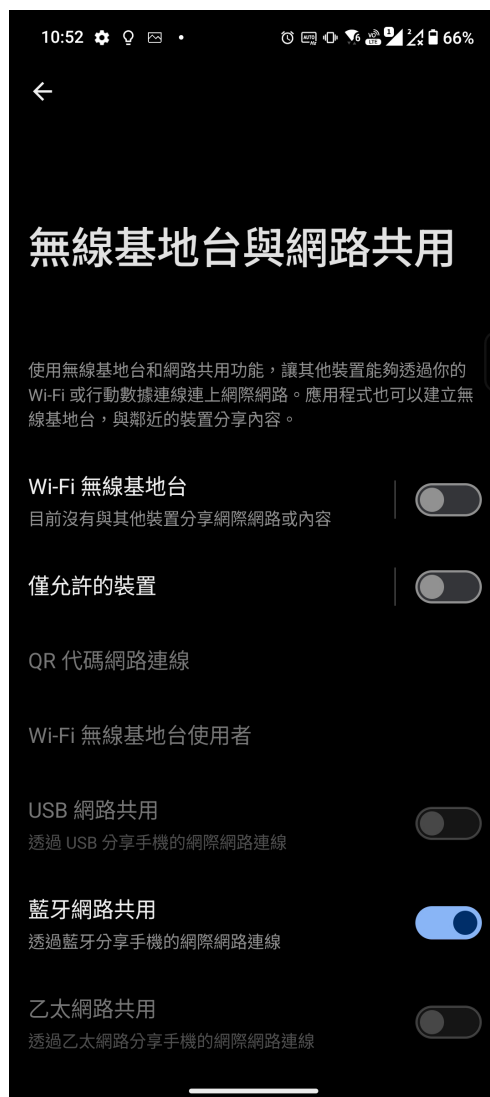 10:52
66%
無線基地台與網路共用
使用無線基地台和網路共用功能，讓其他裝置能夠透過你的
Wi-Fi 或行動數據連線連上網際網路。應用程式也可以建立無
線基地台，與鄰近的裝置分享內容。
Wi-Fi 無線基地台
目前沒有與其他裝置分享網際網路或內容
僅允許的裝置
QR 代碼網路連線
Wi-Fi 無線基地台使用者
USB 網路共用
透過 USB 分享手機的網際網路連線
藍牙網路共用
透過藍牙分享手機的網際網路連線
乙太網路共用
透過乙太網路分享手機的網際網路連線